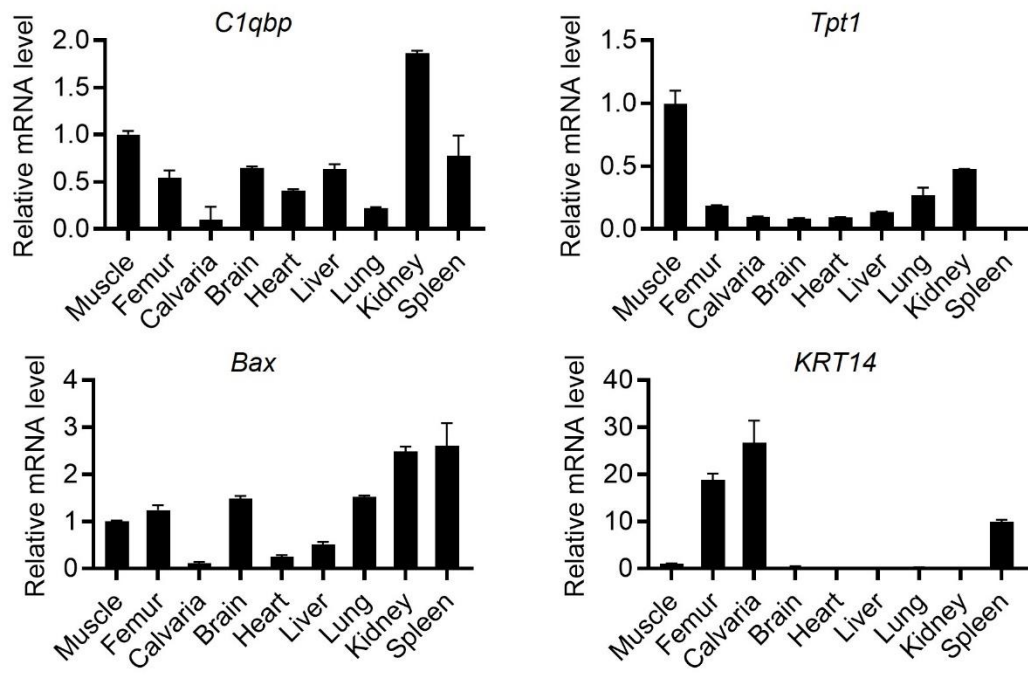 C1qbp
Relative mRNA level
2.0
1.5
1.0
0.5
0.0
Muscle
Femur
Calvaria
Brain
Heart
Liver
Lung
Kidney
Spleen
Tpt1
Relative mRNA level
1.5
1.0
0.5
0.0
Muscle
Femur
Calvaria
Brain
Heart
Liver
Lung
Kidney
Spleen
Bax
Relative mRNA level
4
3
2
1
0
Muscle
Femur
Calvaria
Brain
Heart
Liver
Lung
Kidney
Spleen
KRT14
Relative mRNA level
40
30
20
10
0
Muscle
Femur
Calvaria
Brain
Heart
Liver
Lung
Kidney
Spleen